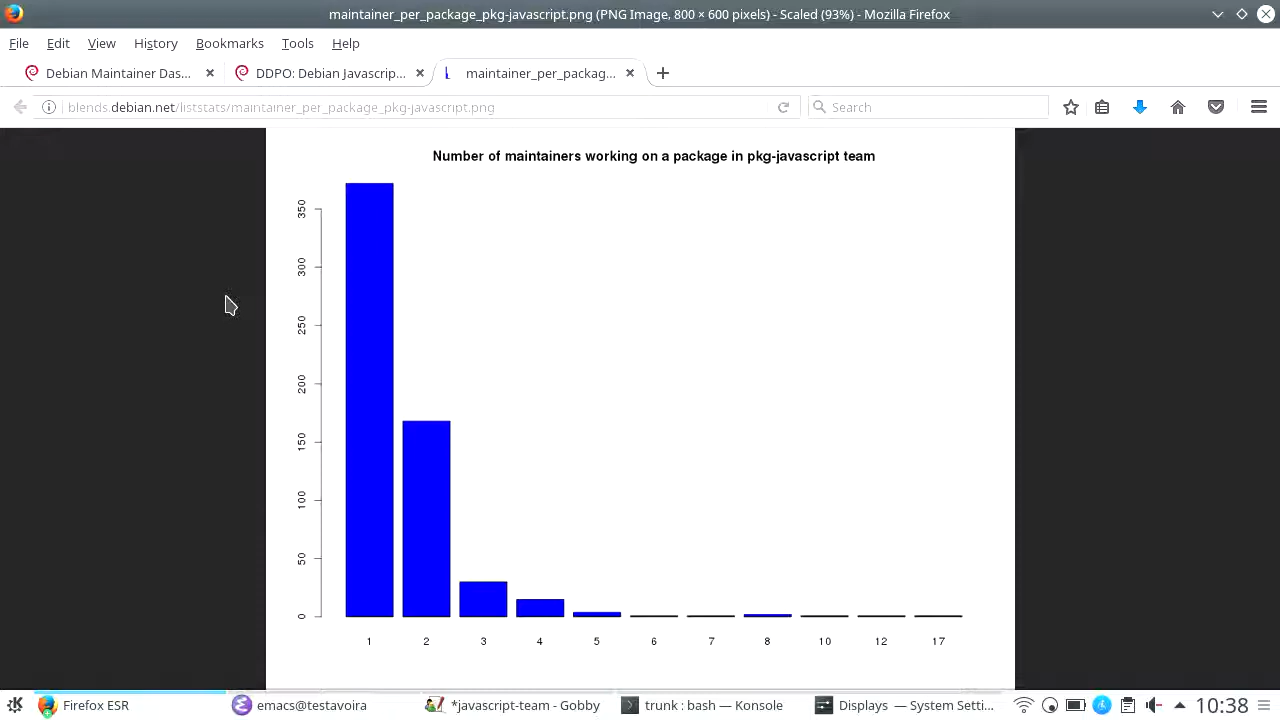 maintainer_per_package_pkg-javascript.png (PNG Image, 800 × 600 pixels) - Scaled (93%) - Mozilla Firefox
File Edit View History Bookmarks Tools Help
Debian Maintainer Das... DDPO: Debian Javascrip... maintainer_per_packag...
blends.debian.net/liststats/maintainer_per_package_pkg-javascript.png Search
Number of maintainers working on a package in pkg-javascript team
350
300
250
200
150
100
50
0
1 2 3 4 5 6 7 8 10 12 17
Firefox ESR emacs@testavoira *javascript-team - Gobby trunk : bash — Konsole Displays — System Setti... 10:38